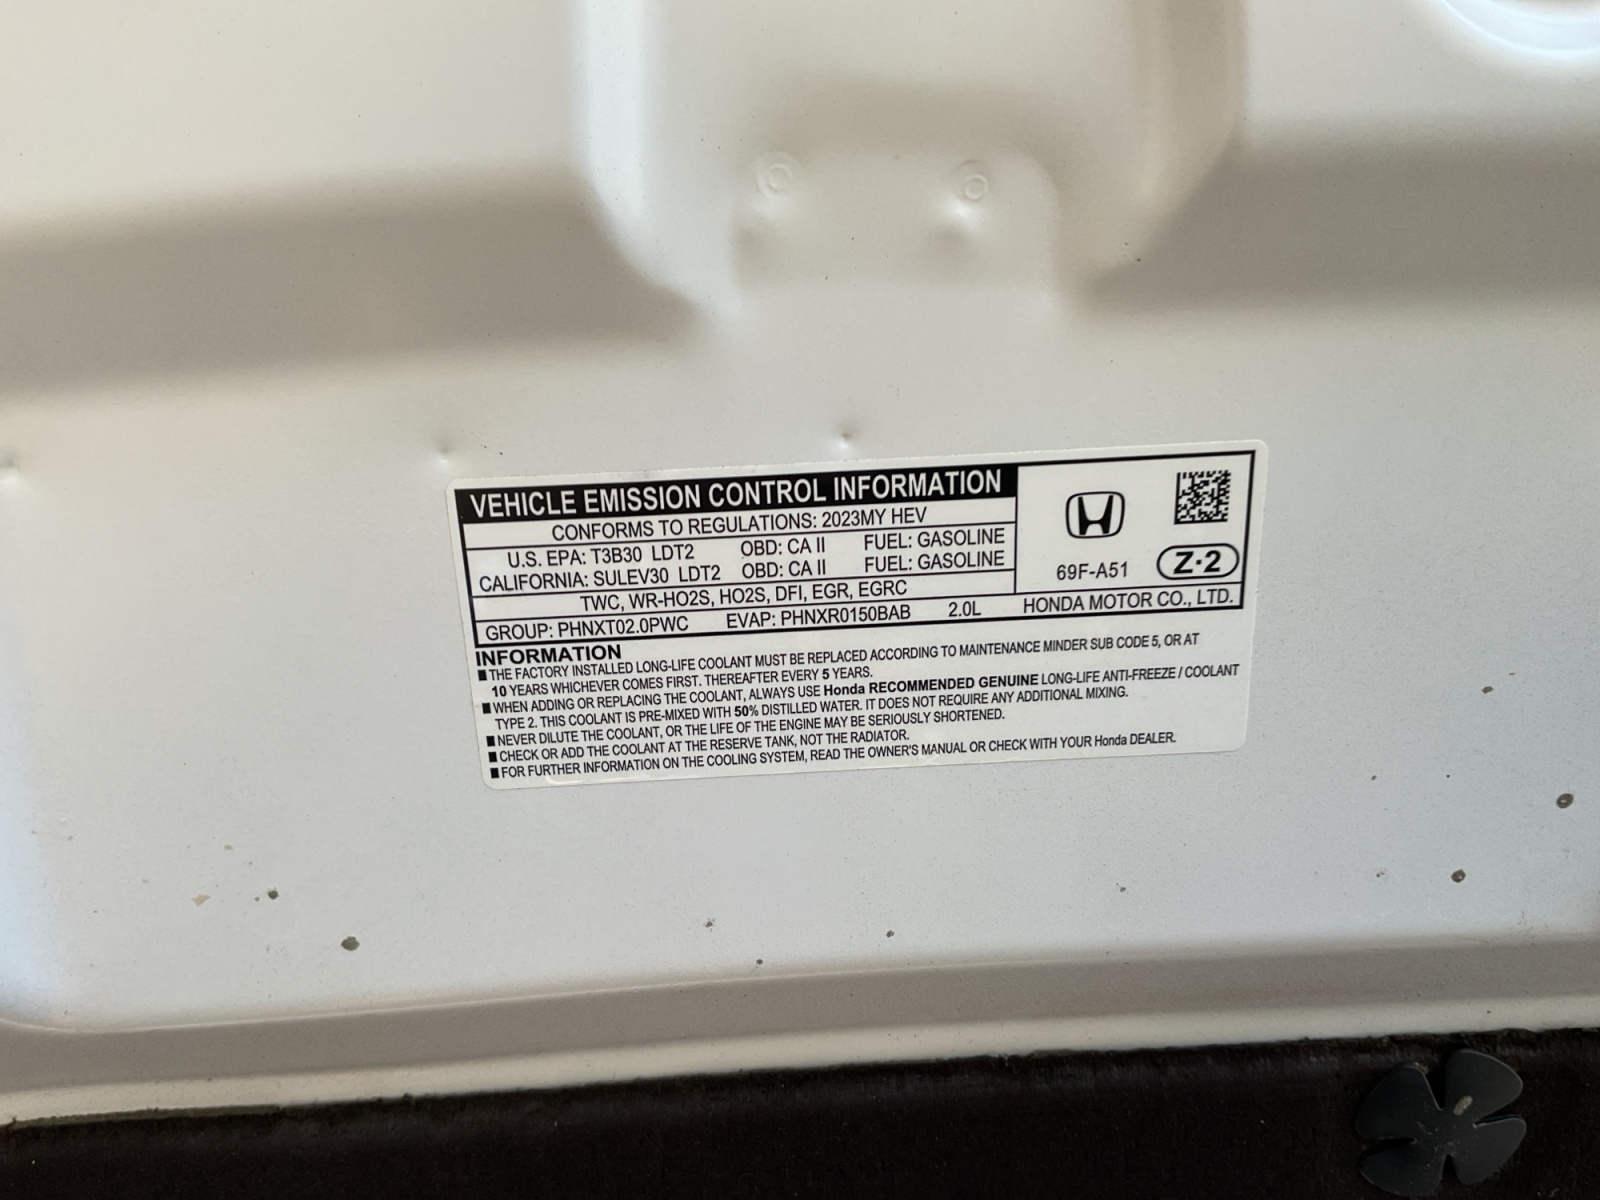 VEHICLE EMISSION CONTROL INFORMATION
CONFORMS TO REGULATIONS: 2023MY HEV
U.S. EPA: T3B30 LDT2 OBD: CA II FUEL: GASOLINE
CALIFORNIA: SULEV30 LDT2 OBD: CA II FUEL: GASOLINE
TWC, WR-HO2S, HO2S, DFI, EGR, EGRC
GROUP: PHNXT02.0PWC EVAP: PHNXR0150BAB 2.0L
69F-A51 Z·2
HONDA MOTOR CO., LTD.
INFORMATION
■ THE FACTORY INSTALLED LONG-LIFE COOLANT MUST BE REPLACED ACCORDING TO MAINTENANCE MINDER SUB CODE 5, OR AT
10 YEARS WHICHEVER COMES FIRST. THEREAFTER EVERY 5 YEARS.
■ WHEN ADDING OR REPLACING THE COOLANT, ALWAYS USE Honda RECOMMENDED GENUINE LONG-LIFE ANTI-FREEZE / COOLANT
TYPE 2. THIS COOLANT IS PRE-MIXED WITH 50% DISTILLED WATER. IT DOES NOT REQUIRE ANY ADDITIONAL MIXING.
■ NEVER DILUTE THE COOLANT, OR THE LIFE OF THE ENGINE MAY BE SERIOUSLY SHORTENED.
■ CHECK OR ADD THE COOLANT AT THE RESERVE TANK, NOT THE RADIATOR.
■ FOR FURTHER INFORMATION ON THE COOLING SYSTEM, READ THE OWNER'S MANUAL OR CHECK WITH YOUR Honda DEALER.